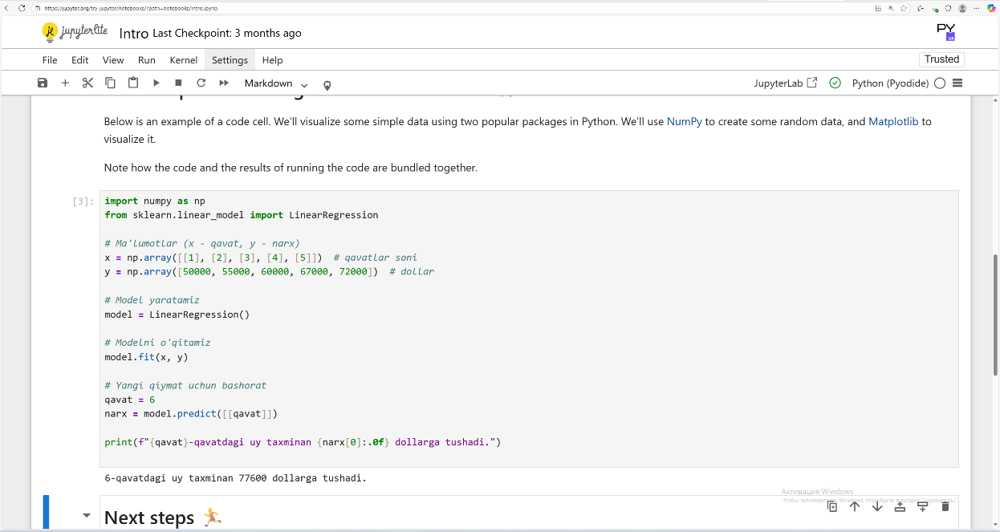 https://jupyter.org/try-jupyter/notebooks/?path=notebooks/Intro.ipynb
jupyterlite Intro Last Checkpoint: 3 months ago
PY
File Edit View Run Kernel Settings Help Trusted
Markdown JupyterLab Python (Pyodide)
Below is an example of a code cell. We'll visualize some simple data using two popular packages in Python. We'll use NumPy to create some random data, and Matplotlib to
visualize it.
Note how the code and the results of running the code are bundled together.
[3]:
import numpy as np
from sklearn.linear_model import LinearRegression
# Ma'lumotlar (x - qavat, y - narx)
x = np.array([[1], [2], [3], [4], [5]])  # qavatlar soni
y = np.array([50000, 55000, 60000, 67000, 72000])  # dollar
# Model yaratamiz
model = LinearRegression()
# Modelni o'qitamiz
model.fit(x, y)
# Yangi qiymat uchun bashorat
qavat = 6
narx = model.predict([[qavat]])
print(f"{qavat}-qavatdagi uy taxminan {narx[0]:.0f} dollarga tushadi.")
6-qavatdagi uy taxminan 77600 dollarga tushadi.
Активация Windows
Чтобы активировать Windows, перейдите в раздел "Параметры".
Next steps 🏃